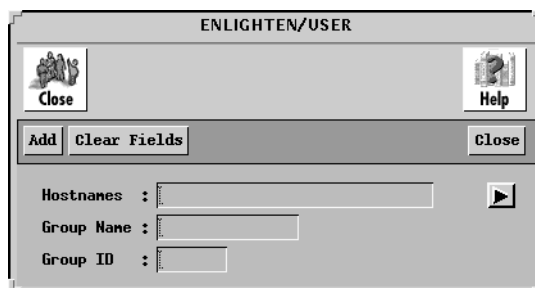 ENLIGHTEN/USER
Close
Help
Add Clear Fields Close
Hostnames :
Group Name :
Group ID :